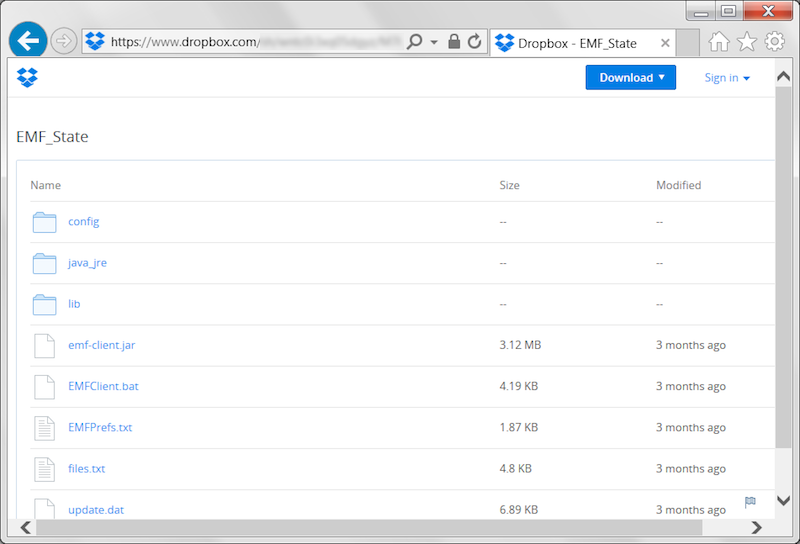 https://www.dropbox.com/
Dropbox - EMF_State
Download
Sign in
EMF_State
Name Size Modified
config -- --
java_jre -- --
lib -- --
emf-client.jar 3.12 MB 3 months ago
EMFClient.bat 4.19 KB 3 months ago
EMFPrefs.txt 1.87 KB 3 months ago
files.txt 4.8 KB 3 months ago
update.dat 6.89 KB 3 months ago